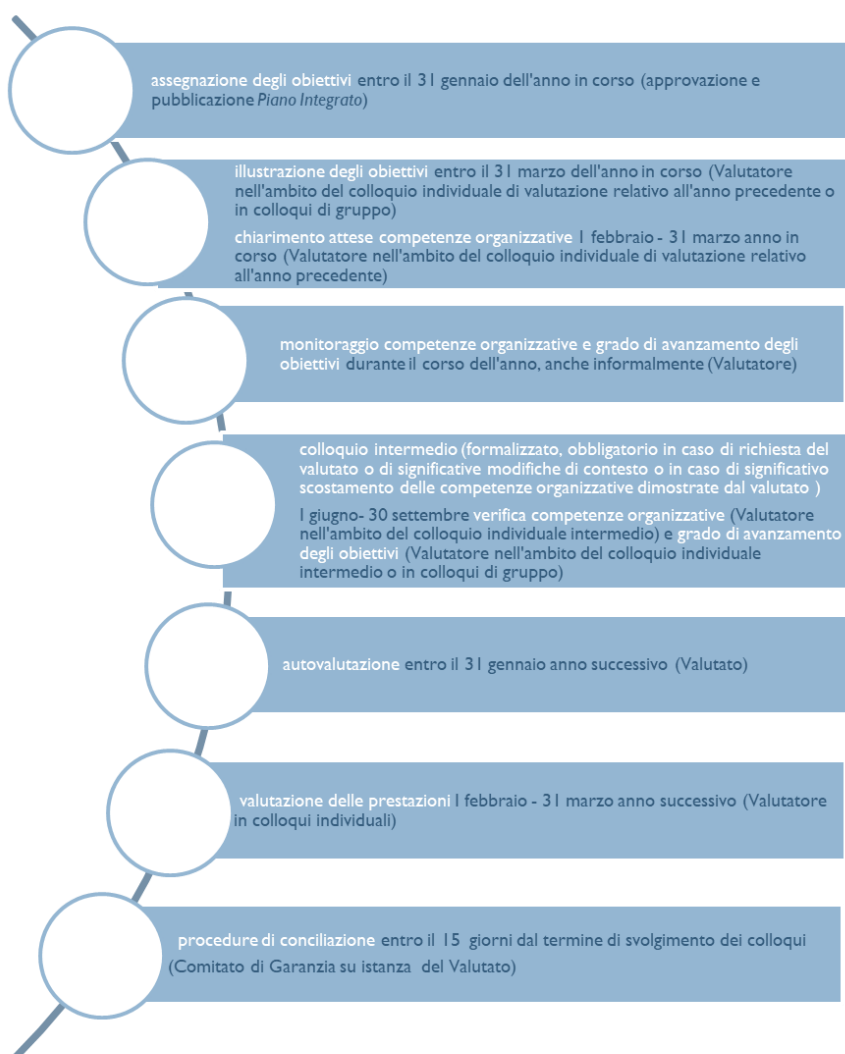 assegnazione degli obiettivi entro il 31 gennaio dell'anno in corso (approvazione e
pubblicazione Piano Integrato)
illustrazione degli obiettivi entro il 31 marzo dell'anno in corso (Valutatore
nell'ambito del colloquio individuale di valutazione relativo all'anno precedente o
in colloqui di gruppo)
chiarimento attese competenze organizzative 1 febbraio - 31 marzo anno in
corso (Valutatore nell'ambito del colloquio individuale di valutazione relativo
all'anno precedente)
monitoraggio competenze organizzative e grado di avanzamento degli
obiettivi durante il corso dell'anno, anche informalmente (Valutatore)
colloquio intermedio (formalizzato, obbligatorio in caso di richiesta del
valutato o di significative modifiche di contesto o in caso di significativo
scostamento delle competenze organizzative dimostrate dal valutato )
1 giugno- 30 settembre verifica competenze organizzative (Valutatore
nell'ambito del colloquio individuale intermedio) e grado di avanzamento
degli obiettivi (Valutatore nell'ambito del colloquio individuale
intermedio o in colloqui di gruppo)
autovalutazione entro il 31 gennaio anno successivo (Valutato)
valutazione delle prestazioni 1 febbraio - 31 marzo anno successivo (Valutatore
in colloqui individuali)
procedure di conciliazione entro il 15 giorni dal termine di svolgimento dei colloqui
(Comitato di Garanzia su istanza del Valutato)